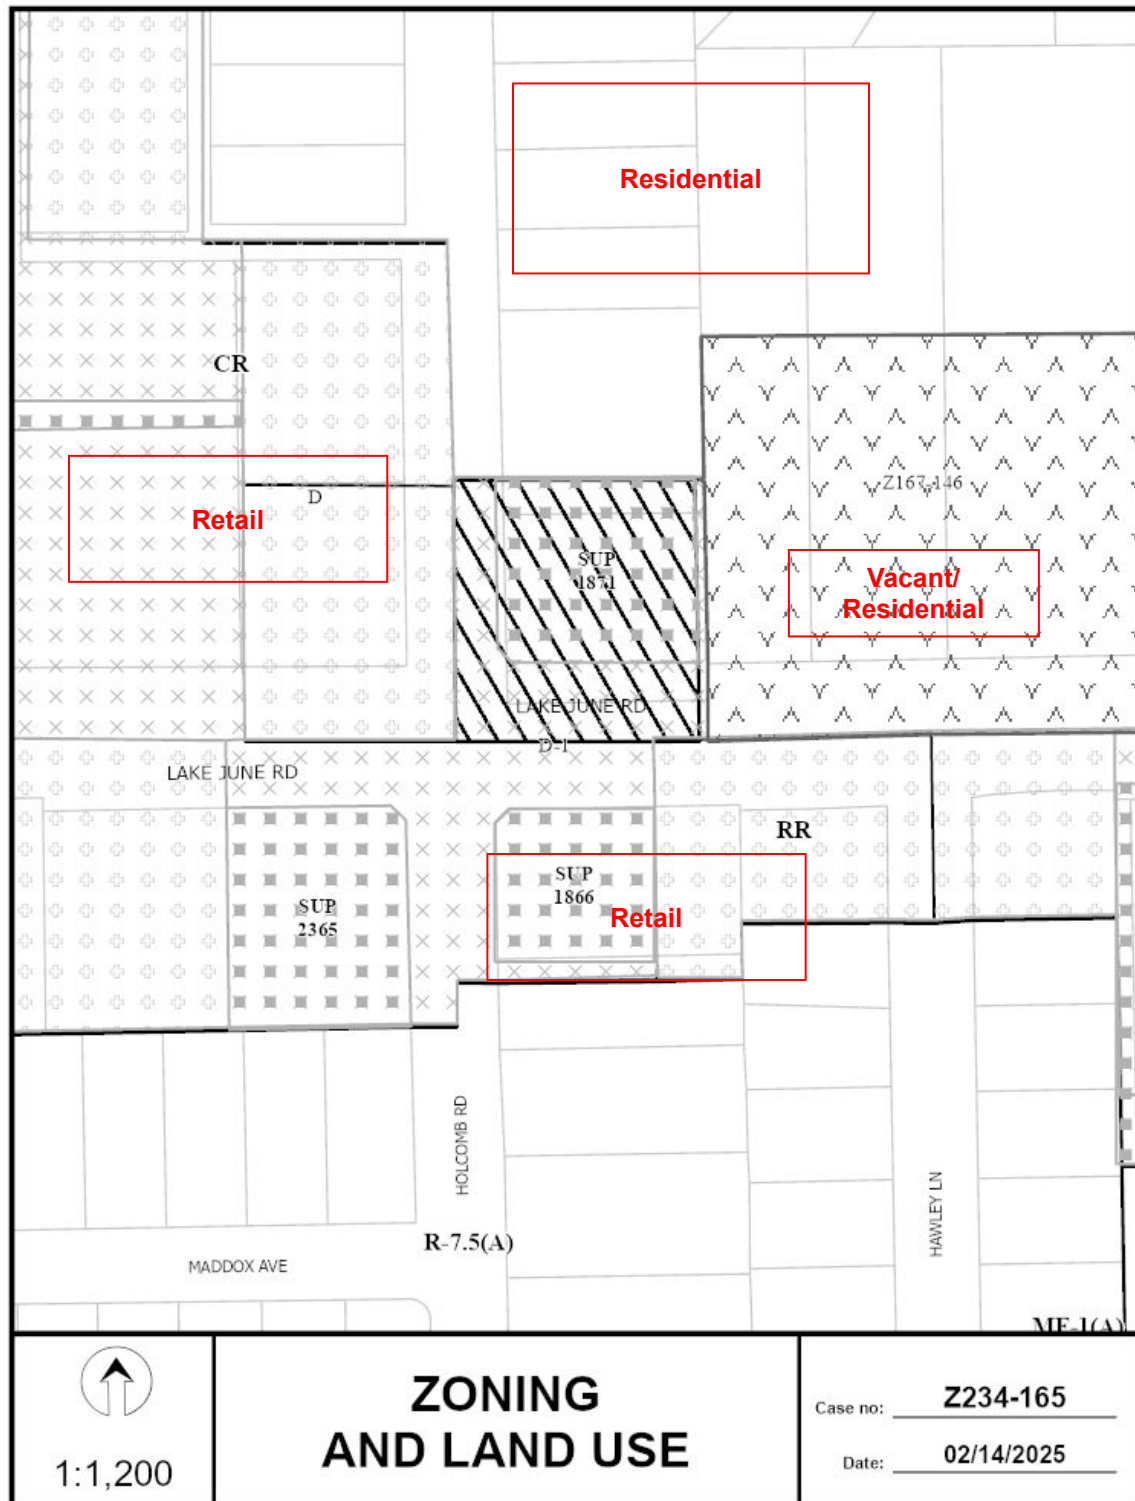 Residential
CR
Z167-146
D
Retail
SUP
1871
Vacant/
Residential
LAKE JUNE RD
D-1
LAKE JUNE RD
RR
SUP
1866
SUP
2365
Retail
HOLCOMB RD
HAWLEY LN
R-7.5(A)
MADDOX AVE
MF-1(A)
1:1,200
ZONING
AND LAND USE
Case no: Z234-165
Date: 02/14/2025